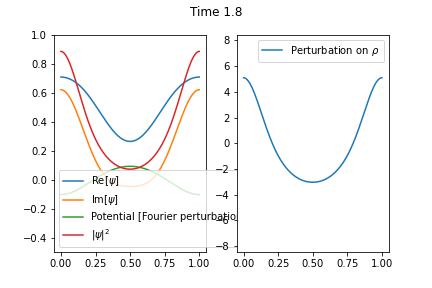 Time 1.8
1.0
0.8
0.6
0.4
0.2
0.0
−0.2
−0.4
0.00 0.25 0.50 0.75 1.00
Re[ψ]
Im[ψ]
Potential [Fourier perturbatio
|ψ|²
8
6
4
2
0
−2
−4
−6
−8
0.00 0.25 0.50 0.75 1.00
Perturbation on ρ